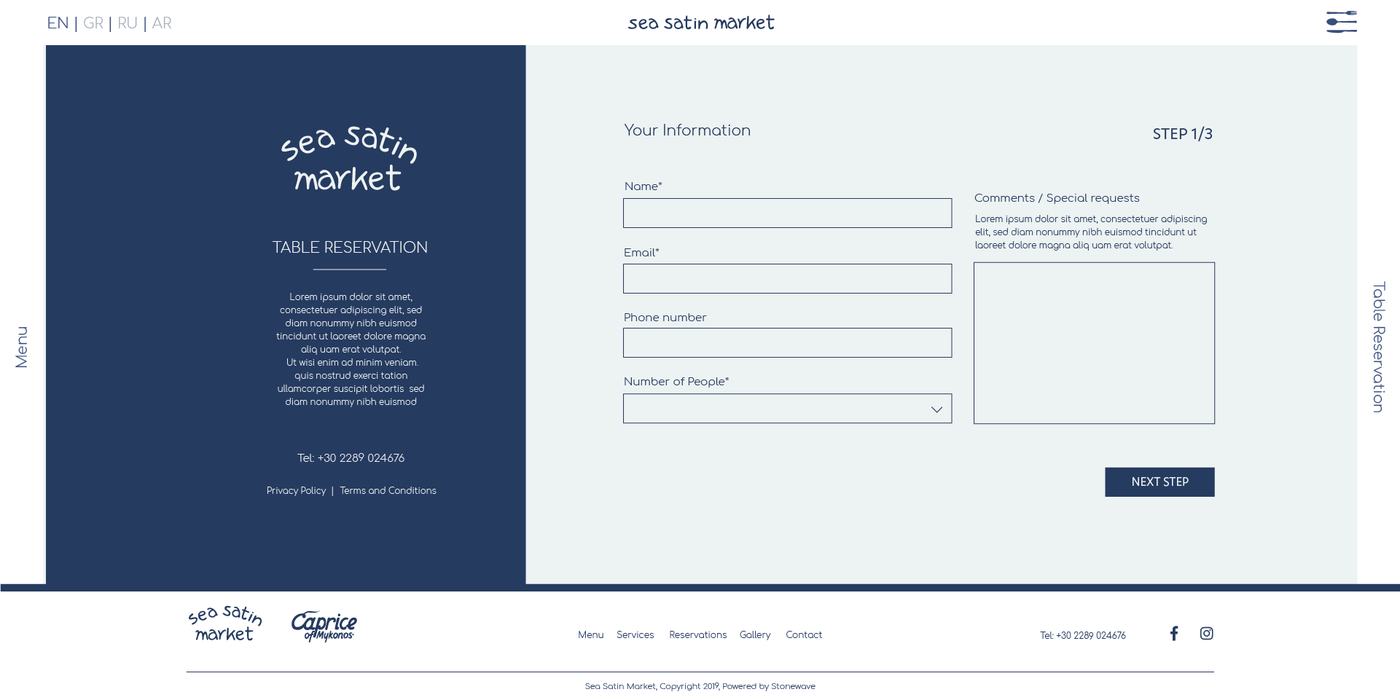 EN | GR | RU | AR
sea satin market
Menu
sea satin
market
TABLE RESERVATION
Lorem ipsum dolor sit amet,
consectetuer adipiscing elit, sed
diam nonummy nibh euismod
tincidunt ut laoreet dolore magna
aliq uam erat volutpat.
Ut wisi enim ad minim veniam.
quis nostrud exerci tation
ullamcorper suscipit lobortis sed
diam nonummy nibh euismod
Tel: +30 2289 024676
Privacy Policy | Terms and Conditions
Your Information
STEP 1/3
Name*
Email*
Phone number
Number of People*
Comments / Special requests
Lorem ipsum dolor sit amet, consectetuer adipiscing
elit, sed diam nonummy nibh euismod tincidunt ut
laoreet dolore magna aliq uam erat volutpat.
NEXT STEP
Table Reservation
sea satin
market
Caprice
of Mykonos
Menu Services Reservations Gallery Contact
Tel: +30 2289 024676
Sea Satin Market, Copyright 2019, Powered by Stonewave